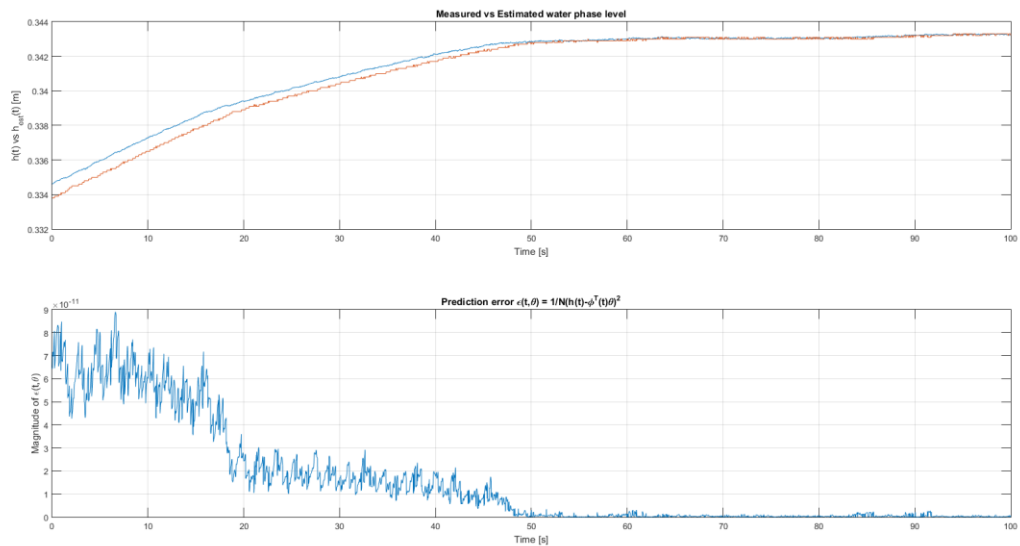 Measured vs Estimated water phase level
h(t) vs h_est(t) [m]
0.344
0.342
0.34
0.338
0.336
0.334
0.332
0 10 20 30 40 50 60 70 80 90 100
Time [s]
Prediction error ϵ(t,θ) = 1/N(h(t)-ϕ^T(t)θ)^2
× 10^-11
Magnitude of ϵ(t,θ)
9
8
7
6
5
4
3
2
1
0
0 10 20 30 40 50 60 70 80 90 100
Time [s]